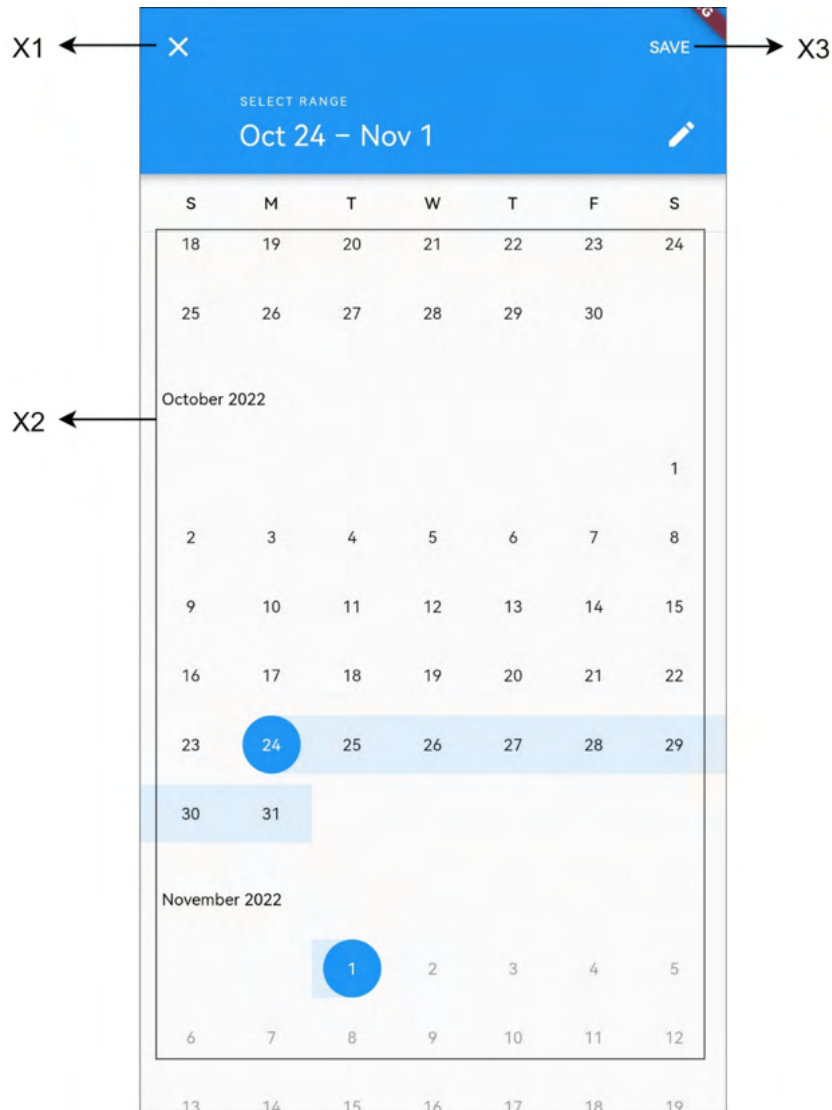 X1
SAVE
X3
G
SELECT RANGE
Oct 24 – Nov 1
S M T W T F S
18 19 20 21 22 23 24
25 26 27 28 29 30
October 2022
X2
1
2 3 4 5 6 7 8
9 10 11 12 13 14 15
16 17 18 19 20 21 22
23 24 25 26 27 28 29
30 31
November 2022
1 2 3 4 5
6 7 8 9 10 11 12
13 14 15 16 17 18 19